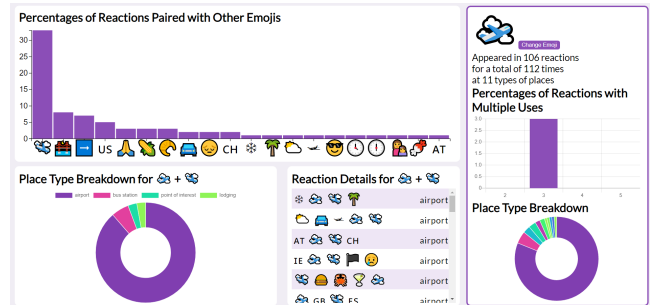 Percentages of Reactions Paired with Other Emojis
30
25
20
15
10
5
0
US CH AT
Place Type Breakdown for +
airport bus station point of interest lodging
Reaction Details for +
airport
airport
AT CH airport
IE airport
airport
GB ES airport
Change Emoji
Appeared in 106 reactions
for a total of 112 times
at 11 types of places
Percentages of Reactions with
Multiple Uses
3.0
2.5
2.0
1.5
1.0
0.5
0
2 3 4 5
Place Type Breakdown